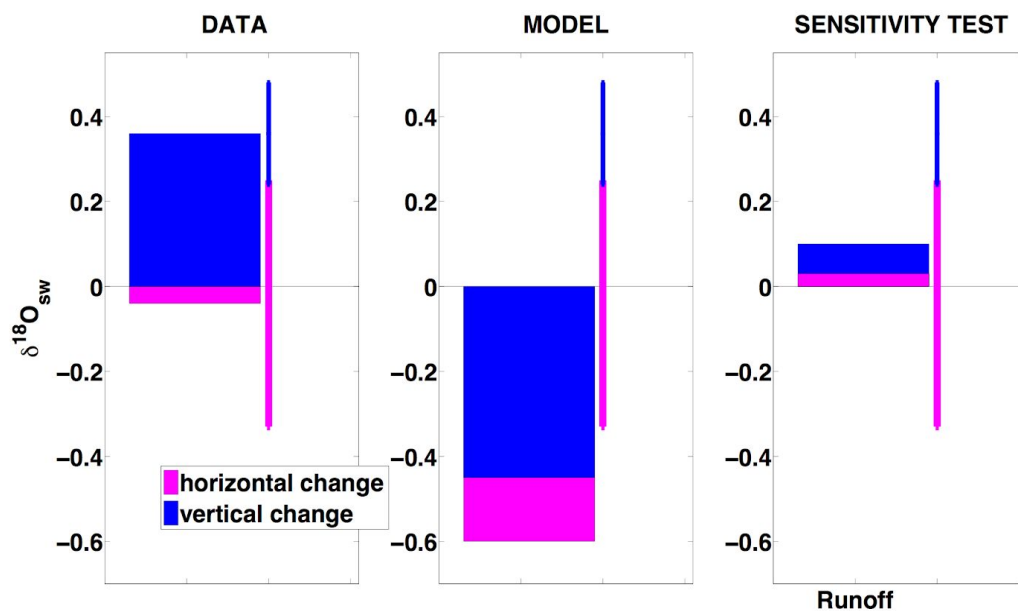 DATA
MODEL
SENSITIVITY TEST
0.4
0.2
0
−0.2
−0.4
−0.6
δ¹⁸Oₛw
0.4
0.2
0
−0.2
−0.4
−0.6
0.4
0.2
0
−0.2
−0.4
−0.6
horizontal change
vertical change
Runoff